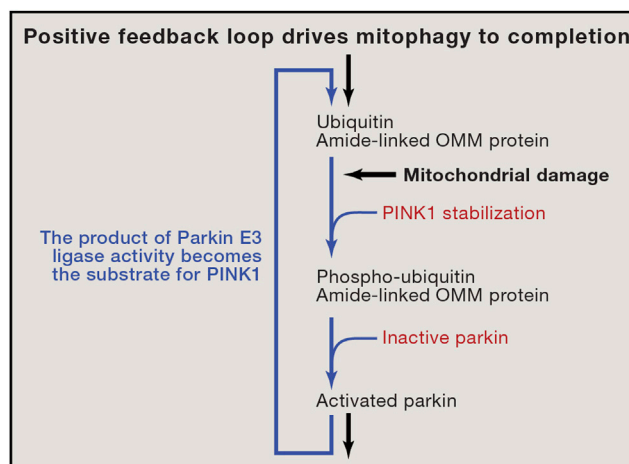 Positive feedback loop drives mitophagy to completion
Ubiquitin
Amide-linked OMM protein
Mitochondrial damage
PINK1 stabilization
The product of Parkin E3
ligase activity becomes
the substrate for PINK1
Phospho-ubiquitin
Amide-linked OMM protein
Inactive parkin
Activated parkin